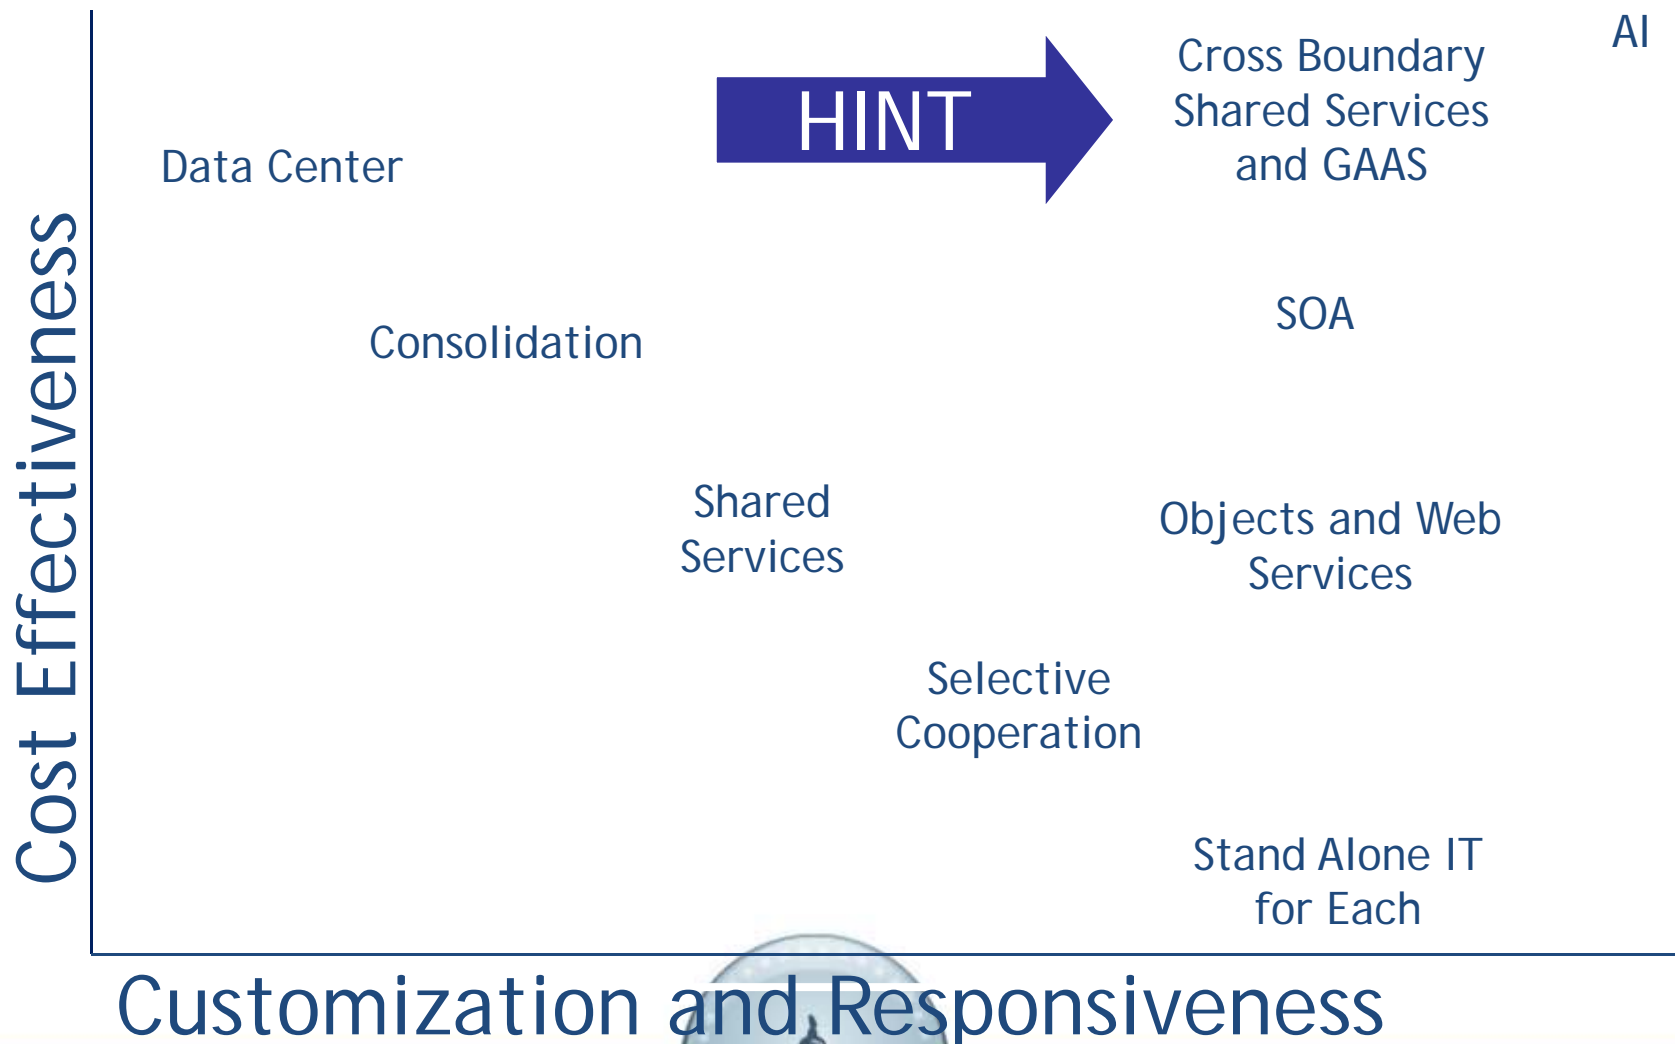 AI
Cross Boundary
Shared Services
and GAAS
HINT
Data Center
SOA
Consolidation
Shared
Services
Objects and Web
Services
Selective
Cooperation
Stand Alone IT
for Each
Cost Effectiveness
Customization and Responsiveness